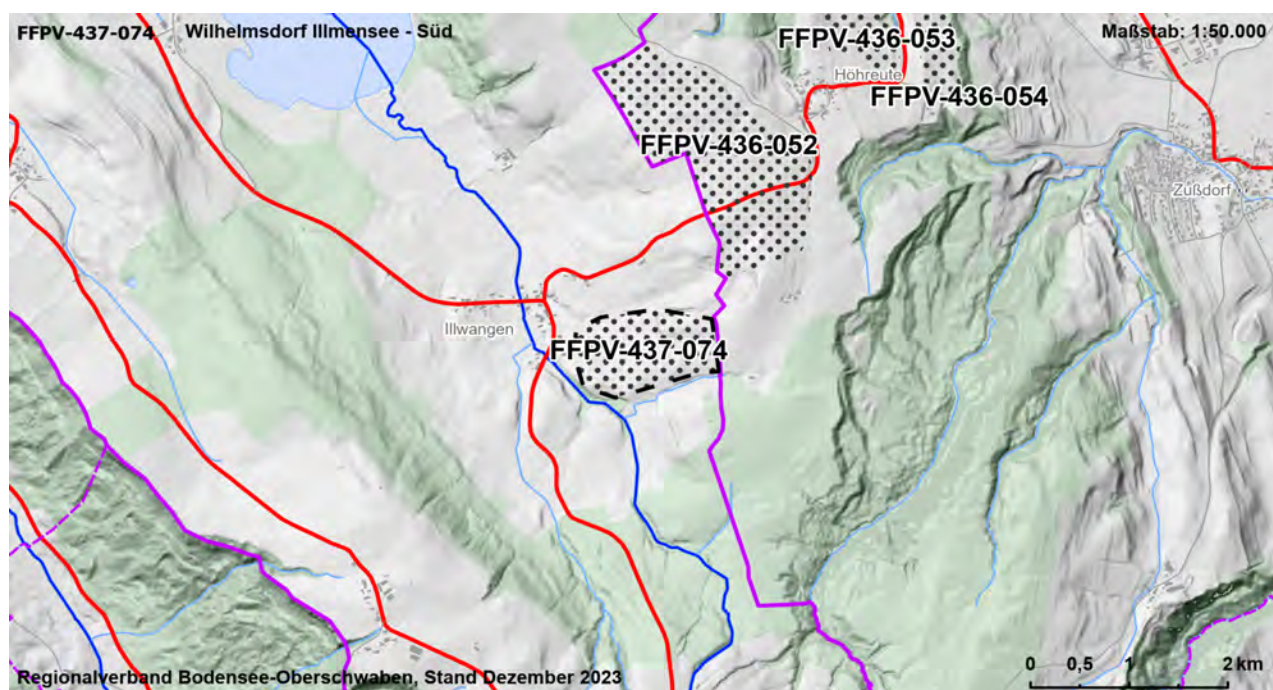 FFPV-437-074 Wilhelmsdorf Illmensee - Süd
Maßstab: 1:50.000
FFPV-436-053
Höhreute
FFPV-436-054
FFPV-436-052
Zußdorf
Illwangen
FFPV-437-074
Regionalverband Bodensee-Oberschwaben, Stand Dezember 2023
0 0,5 1 2 km